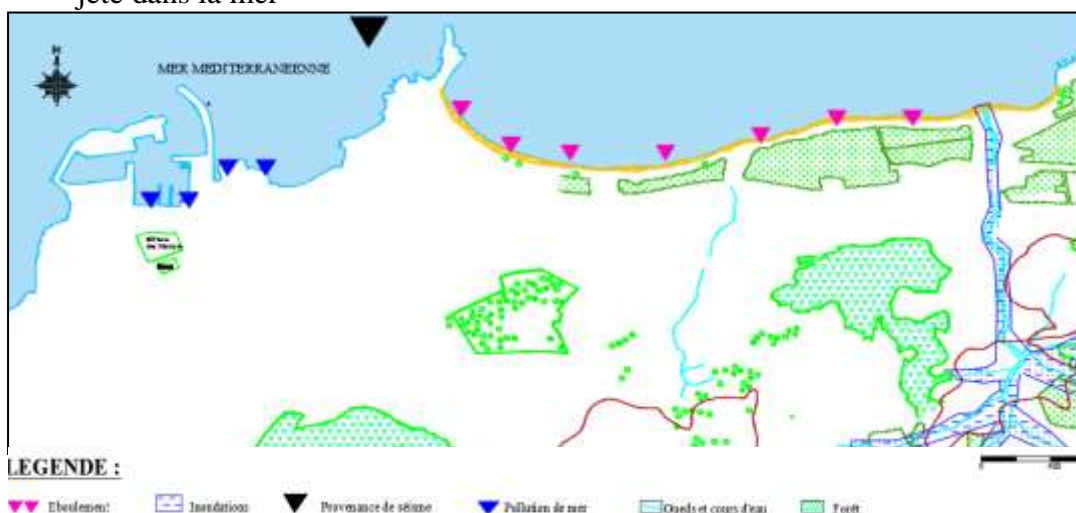 jeté dans la mer
N
MER MEDITERANEENNE
LEGENDE :
Eboulement
Inondations
Provenance de séisme
Pollution de mer
Oueds et cours d'eau
Forêt